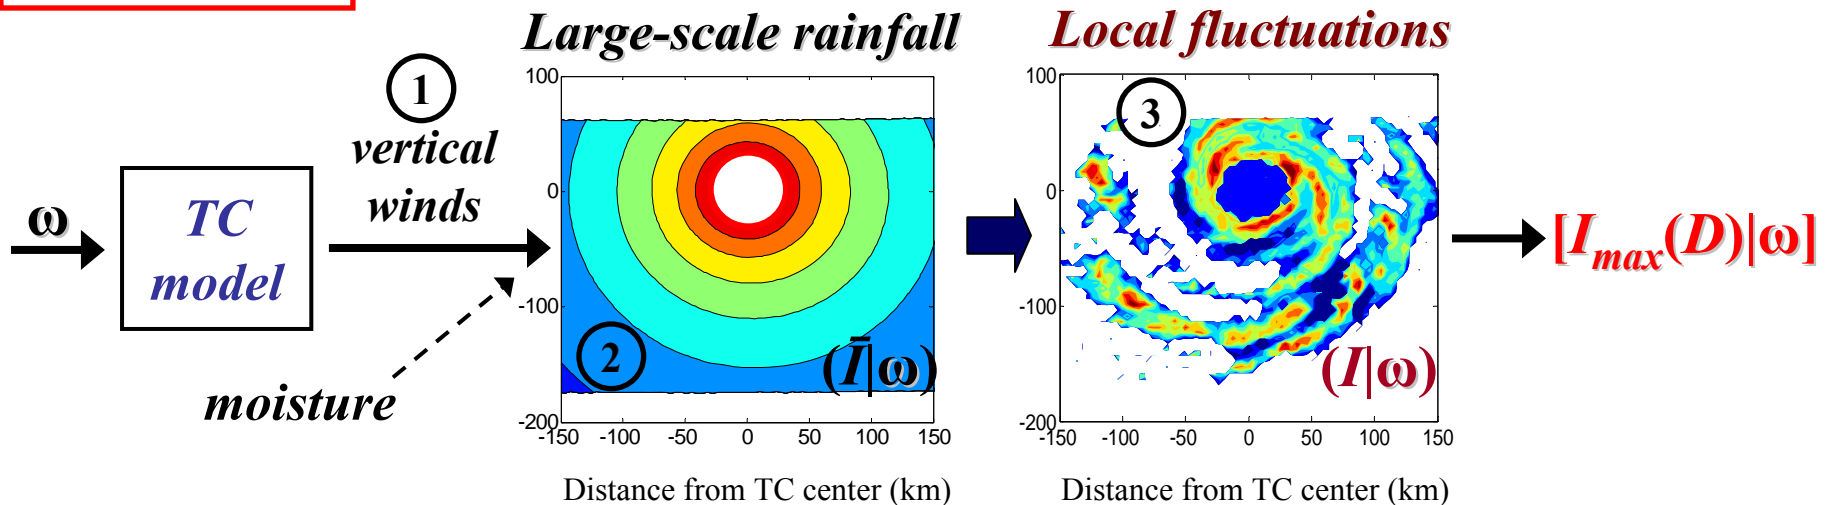 Large-scale rainfall
Local fluctuations
1
vertical
winds
ω
TC
model
moisture
100
0
-100
-200
-150 -100 -50 0 50 100 150
2
(Ī|ω)
Distance from TC center (km)
100
0
-100
-200
-150 -100 -50 0 50 100 150
3
(I|ω)
Distance from TC center (km)
[Imax(D)|ω]